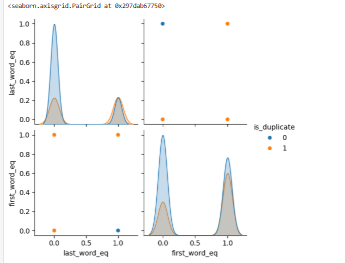 <seaborn.axisgrid.PairGrid at 0x297dab67750>
1.0
0.8
0.6
0.4
0.2
0.0
last_word_eq
is_duplicate
0
1
1.0
0.8
0.6
0.4
0.2
0.0
first_word_eq
0.0 0.5 1.0
last_word_eq
0.0 0.5 1.0
first_word_eq